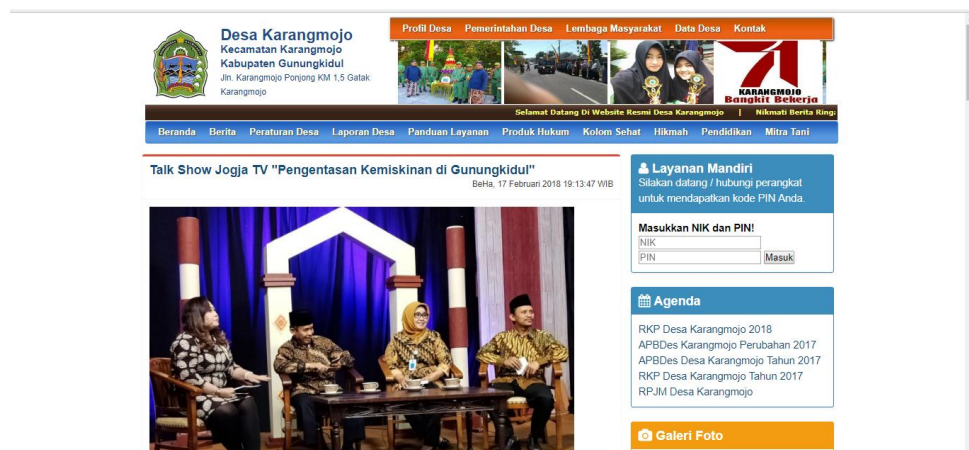 Desa Karangmojo
Kecamatan Karangmojo
Kabupaten Gunungkidul
Jln. Karangmojo Ponjong KM 1,5 Gatak
Karangmojo
Profil Desa Pemerintahan Desa Lembaga Masyarakat Data Desa Kontak
KARANGMOJO
Bangkit Bekerja
Selamat Datang Di Website Resmi Desa Karangmojo | Nikmati Berita Ringa
Beranda Berita Peraturan Desa Laporan Desa Panduan Layanan Produk Hukum Kolom Sehat Hikmah Pendidikan Mitra Tani
Talk Show Jogja TV "Pengentasan Kemiskinan di Gunungkidul"
BeHa, 17 Februari 2018 19:13:47 WIB
Layanan Mandiri
Silakan datang / hubungi perangkat
untuk mendapatkan kode PIN Anda.
Masukkan NIK dan PIN!
NIK
PIN Masuk
Agenda
RKP Desa Karangmojo 2018
APBDes Karangmojo Perubahan 2017
APBDes Desa Karangmojo Tahun 2017
RKP Desa Karangmojo Tahun 2017
RPJM Desa Karangmojo
Galeri Foto